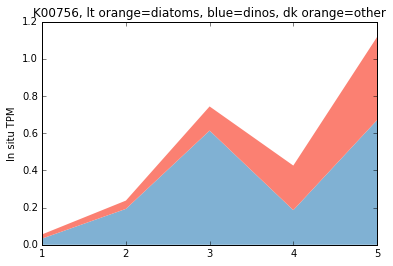 K00756, lt orange=diatoms, blue=dinos, dk orange=other
1.2
1.0
0.8
0.6
0.4
0.2
0.0
In situ TPM
1 2 3 4 5